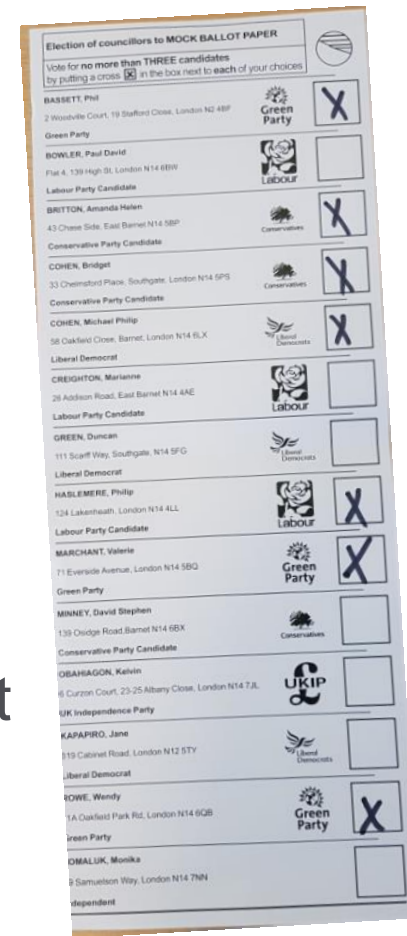 Election of councillors to MOCK BALLOT PAPER
Vote for no more than THREE candidates
by putting a cross X in the box next to each of your choices
BASSETT, Phil
2 Woodville Court, 19 Stafford Close, London N2 4BP
Green Party
Green
Party
X
BOWLER, Paul David
Flat 4, 139 High St, London N14 6BW
Labour Party Candidate
Labour
BRITTON, Amanda Helen
43 Chase Side, East Barnet N14 5BP
Conservative Party Candidate
Conservatives
X
COHEN, Bridget
33 Chelmsford Place, Southgate, London N14 5PS
Conservative Party Candidate
Conservatives
X
COHEN, Michael Philip
58 Oakfield Close, Barnet, London N14 6LX
Liberal Democrat
Liberal
Democrats
X
CREIGHTON, Marianne
26 Addison Road, East Barnet N14 4AE
Labour Party Candidate
Labour
GREEN, Duncan
111 Scarff Way, Southgate, N14 5FG
Liberal Democrat
Liberal
Democrats
HASLEMERE, Philip
124 Lakenheath, London N14 4LL
Labour Party Candidate
Labour
X
MARCHANT, Valerie
71 Everside Avenue, London N14 5BQ
Green Party
Green
Party
X
MINNEY, David Stephen
139 Osidge Road,Barnet N14 6BX
Conservative Party Candidate
Conservatives
OBAHIAGON, Kelvin
6 Curzon Court, 23-25 Albany Close, London N14 7JL
UK Independence Party
UKIP
KAPAPIRO, Jane
519 Cabinet Road, London N12 5TY
Liberal Democrat
Liberal
Democrats
ROWE, Wendy
1A Oakfield Park Rd, London N14 6QB
Green Party
Green
Party
X
OMALUK, Monika
9 Samuelson Way, London N14 7NN
dependent
t